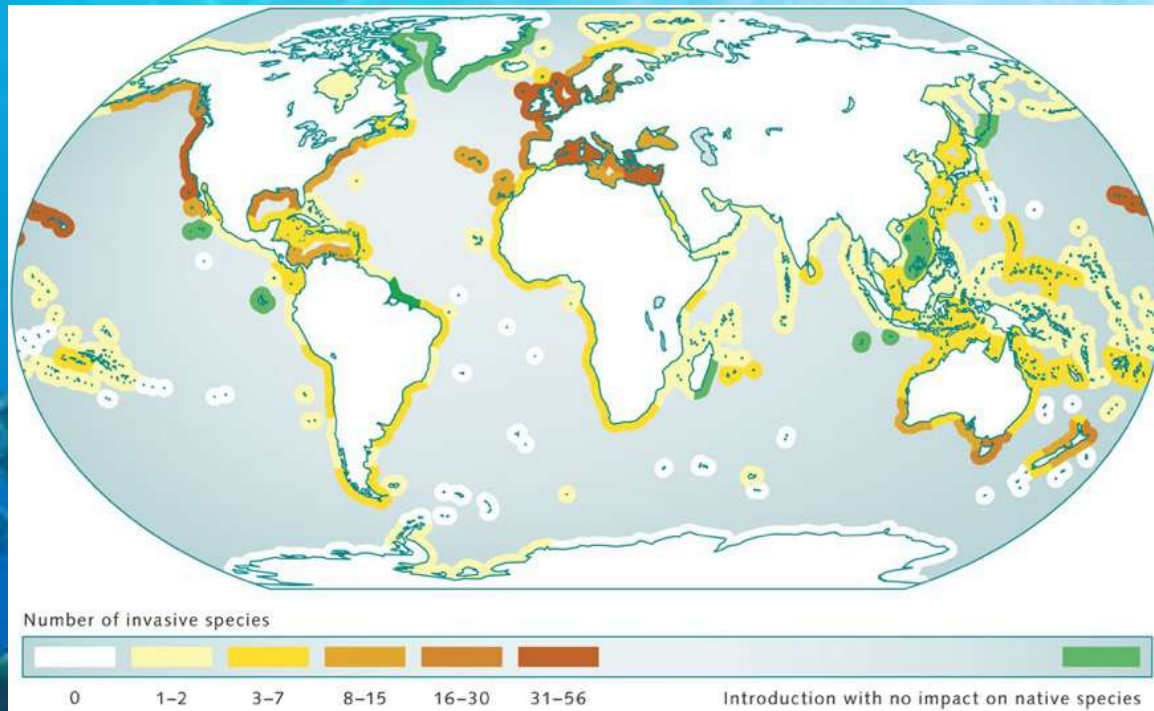 Number of invasive species
0 1–2 3–7 8–15 16–30 31–56 Introduction with no impact on native species